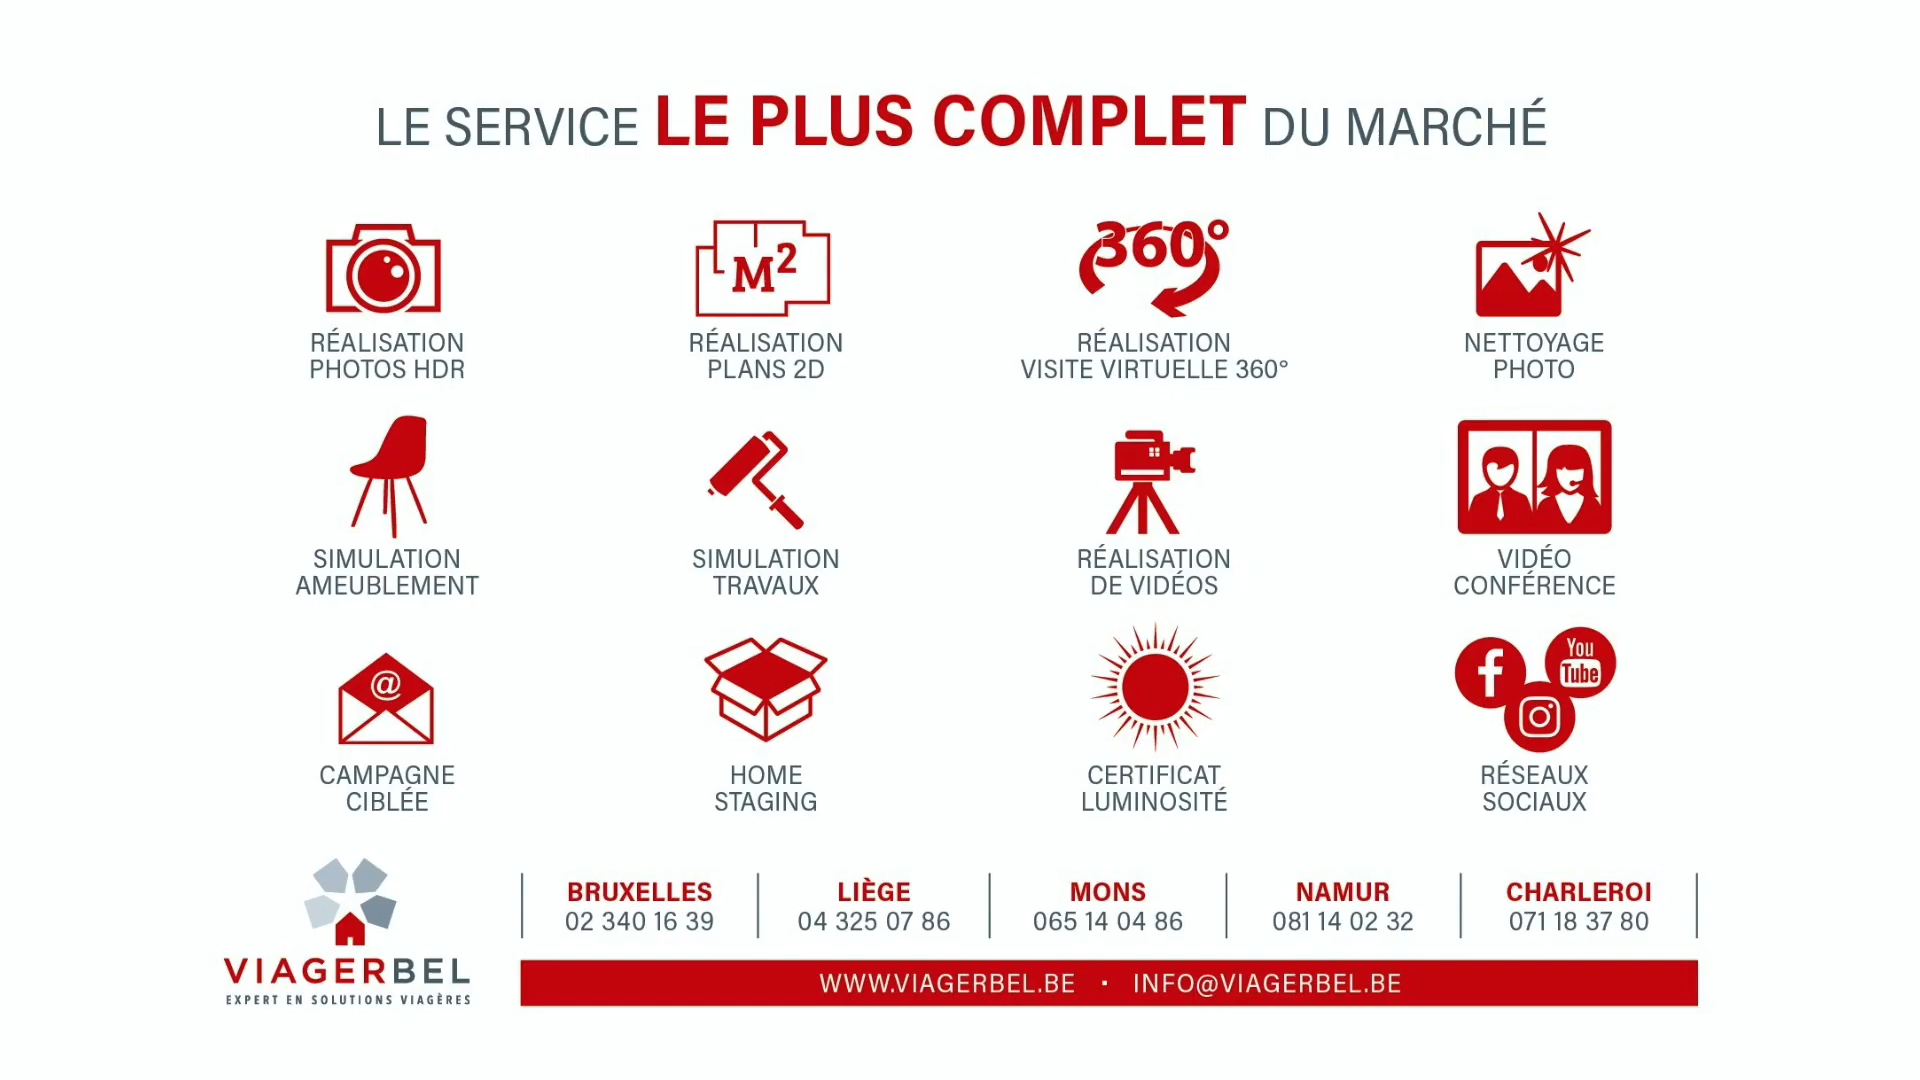 LE SERVICE LE PLUS COMPLET DU MARCHÉ
M²
360°
RÉALISATION
PHOTOS HDR
RÉALISATION
PLANS 2D
RÉALISATION
VISITE VIRTUELLE 360°
NETTOYAGE
PHOTO
SIMULATION
AMEUBLEMENT
SIMULATION
TRAVAUX
RÉALISATION
DE VIDÉOS
VIDÉO
CONFÉRENCE
@
f
You
Tube
CAMPAGNE
CIBLÉE
HOME
STAGING
CERTIFICAT
LUMINOSITÉ
RÉSEAUX
SOCIAUX
VIAGERBEL
EXPERT EN SOLUTIONS VIAGÈRES
BRUXELLES
02 340 16 39
LIÈGE
04 325 07 86
MONS
065 14 04 86
NAMUR
081 14 02 32
CHARLEROI
071 18 37 80
WWW.VIAGERBEL.BE · INFO@VIAGERBEL.BE